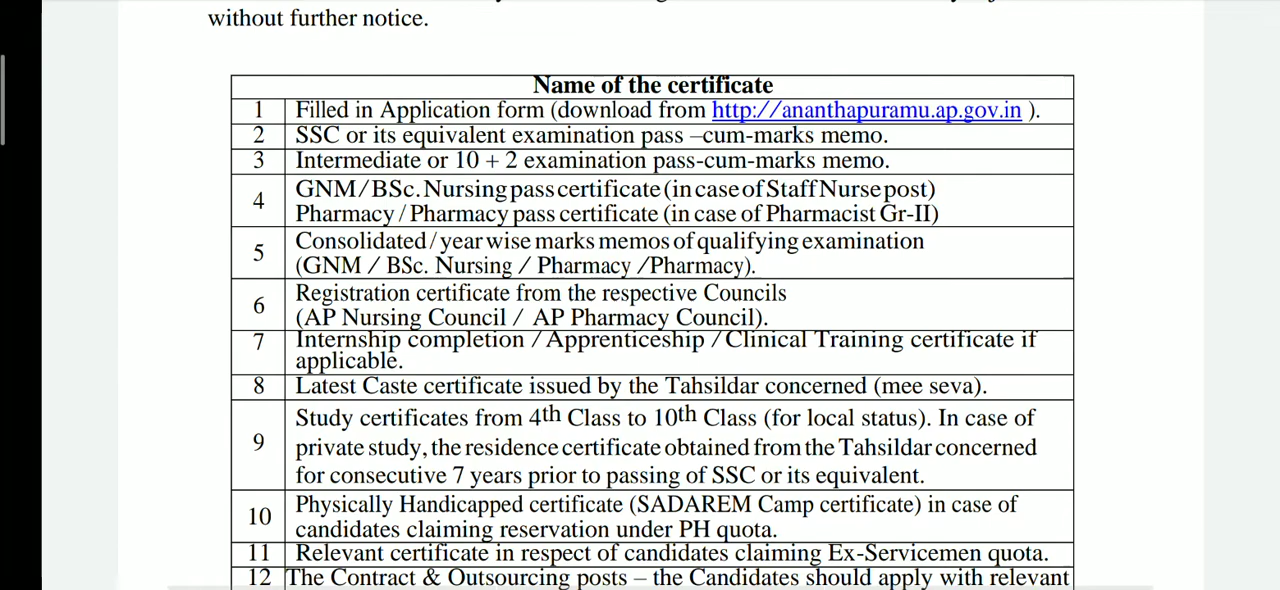 without further notice.
Name of the certificate
1 Filled in Application form (download from http://ananthapuramu.ap.gov.in ).
2 SSC or its equivalent examination pass –cum-marks memo.
3 Intermediate or 10 + 2 examination pass-cum-marks memo.
4 GNM/BSc. Nursing pass certificate (in case of Staff Nurse post)
Pharmacy / Pharmacy pass certificate (in case of Pharmacist Gr-II)
5 Consolidated/year wise marks memos of qualifying examination
(GNM / BSc. Nursing / Pharmacy /Pharmacy).
6 Registration certificate from the respective Councils
(AP Nursing Council / AP Pharmacy Council).
7 Internship completion /Apprenticeship /Clinical Training certificate if
applicable.
8 Latest Caste certificate issued by the Tahsildar concerned (mee seva).
9 Study certificates from 4th Class to 10th Class (for local status). In case of
private study, the residence certificate obtained from the Tahsildar concerned
for consecutive 7 years prior to passing of SSC or its equivalent.
10 Physically Handicapped certificate (SADAREM Camp certificate) in case of
candidates claiming reservation under PH quota.
11 Relevant certificate in respect of candidates claiming Ex-Servicemen quota.
12 The Contract & Outsourcing posts – the Candidates should apply with relevant